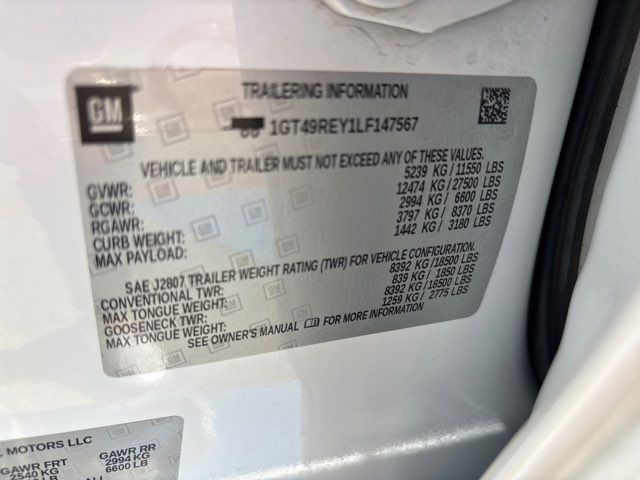 GM
TRAILERING INFORMATION
1GT49REY1LF147567
VEHICLE AND TRAILER MUST NOT EXCEED ANY OF THESE VALUES.
GVWR: 5239 KG/11550 LBS
GCWR: 12474 KG/27500 LBS
RGAWR: 2994 KG/ 6600 LBS
CURB WEIGHT: 3797 KG/ 8370 LBS
MAX PAYLOAD: 1442 KG/ 3180 LBS
SAE J2807 TRAILER WEIGHT RATING (TWR) FOR VEHICLE CONFIGURATION.
CONVENTIONAL TWR: 8392 KG/18500 LBS
MAX TONGUE WEIGHT: 839 KG/ 1850 LBS
GOOSENECK TWR: 8392 KG/18500 LBS
MAX TONGUE WEIGHT: 1259 KG/ 2775 LBS
SEE OWNER'S MANUAL FOR MORE INFORMATION
MOTORS LLC
GAWR FRT GAWR RR
2540 KG 2994 KG
6600 LB